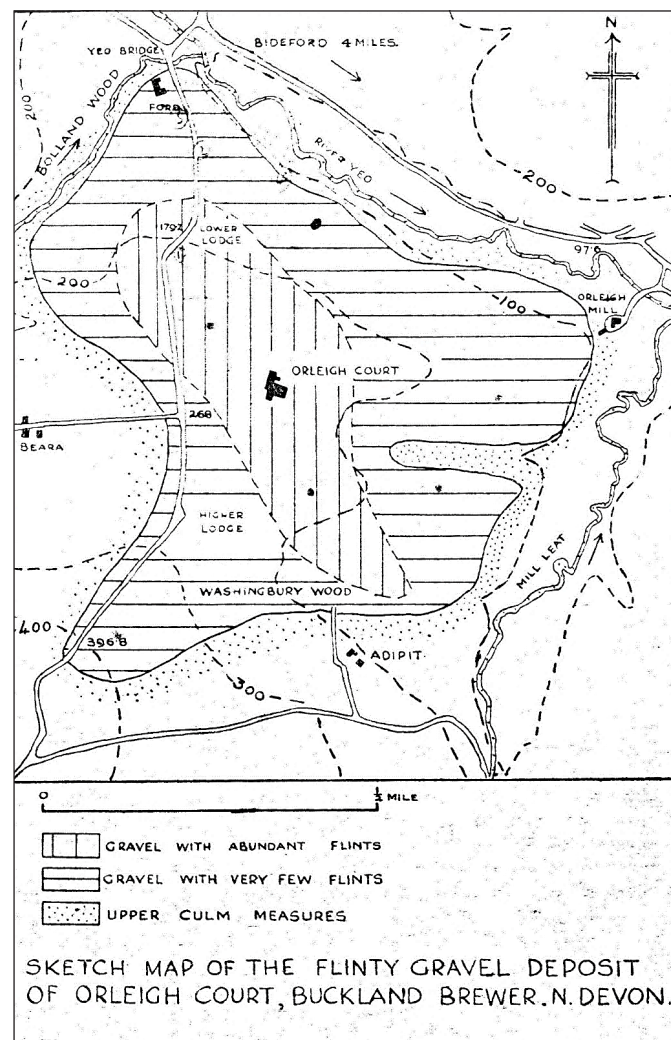 N
YEO BRIDGE
BIDEFORD 4 MILES.
200
BOLLAND WOOD
FORD
RIVER YEO
200
179.2
LOWER LODGE
97.6
200
100
ORLEIGH MILL
ORLEIGH COURT
268
BEARA
HIGHER LODGE
MILL LEAT
WASHINGBURY WOOD
400
396.8
ADIPIT
300
0
½ MILE
GRAVEL WITH ABUNDANT FLINTS
GRAVEL WITH VERY FEW FLINTS
UPPER CULM MEASURES
SKETCH MAP OF THE FLINTY GRAVEL DEPOSIT
OF ORLEIGH COURT, BUCKLAND BREWER. N. DEVON.